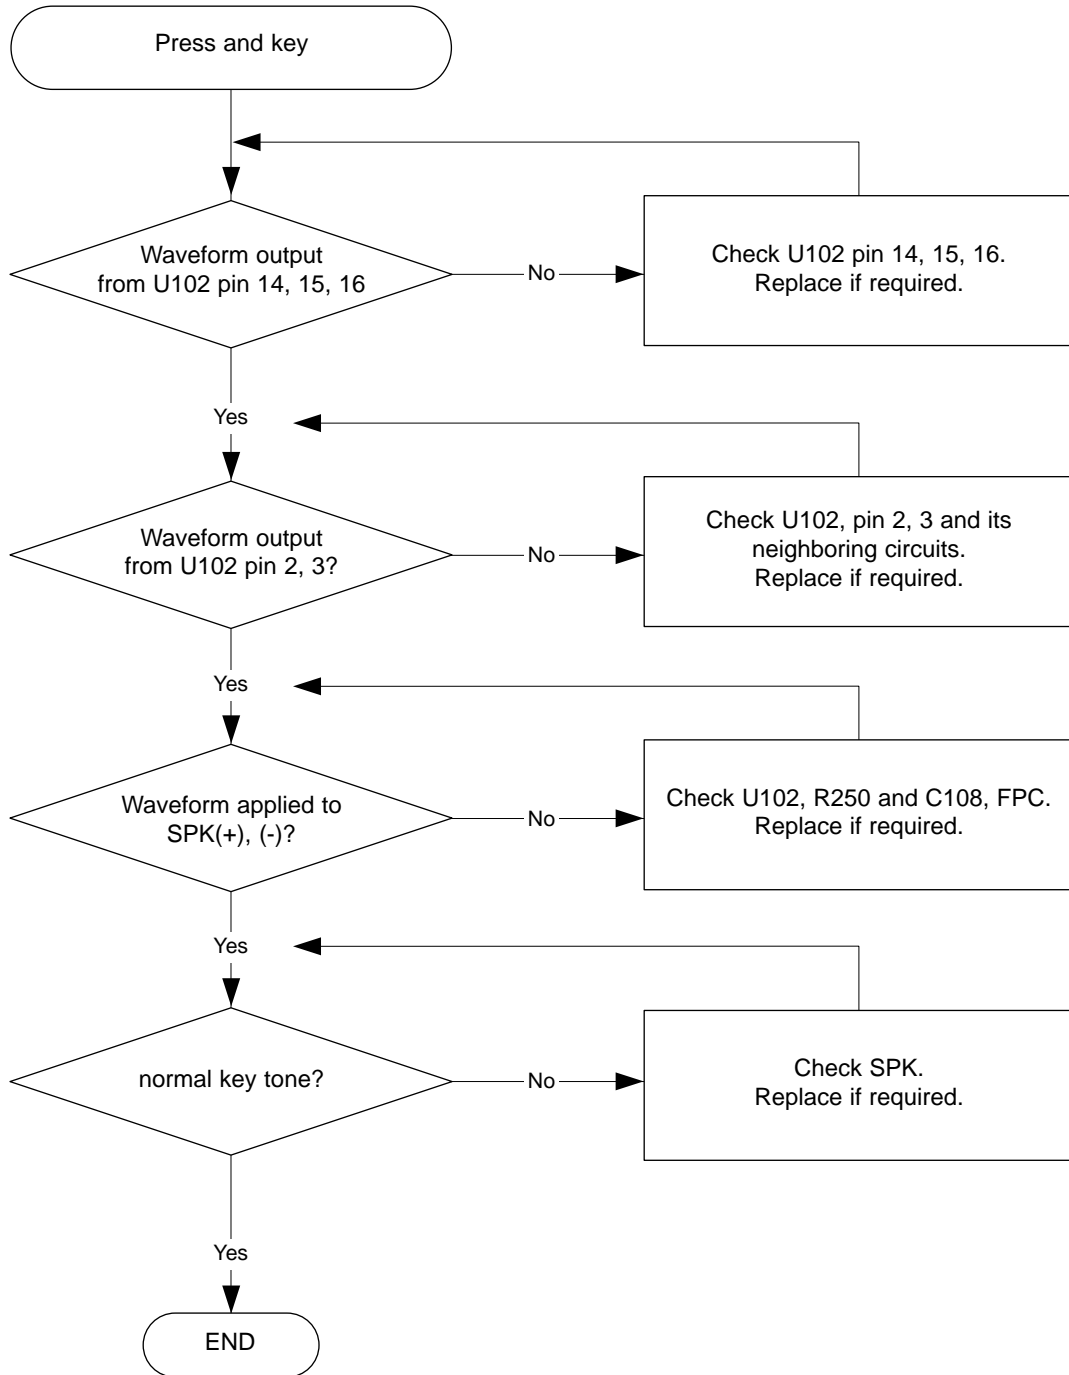 Press and key
Waveform output
from U102 pin 14, 15, 16
No
Check U102 pin 14, 15, 16.
Replace if required.
Yes
Waveform output
from U102 pin 2, 3?
No
Check U102, pin 2, 3 and its
neighboring circuits.
Replace if required.
Yes
Waveform applied to
SPK(+), (-)?
No
Check U102, R250 and C108, FPC.
Replace if required.
Yes
normal key tone?
No
Check SPK.
Replace if required.
Yes
END